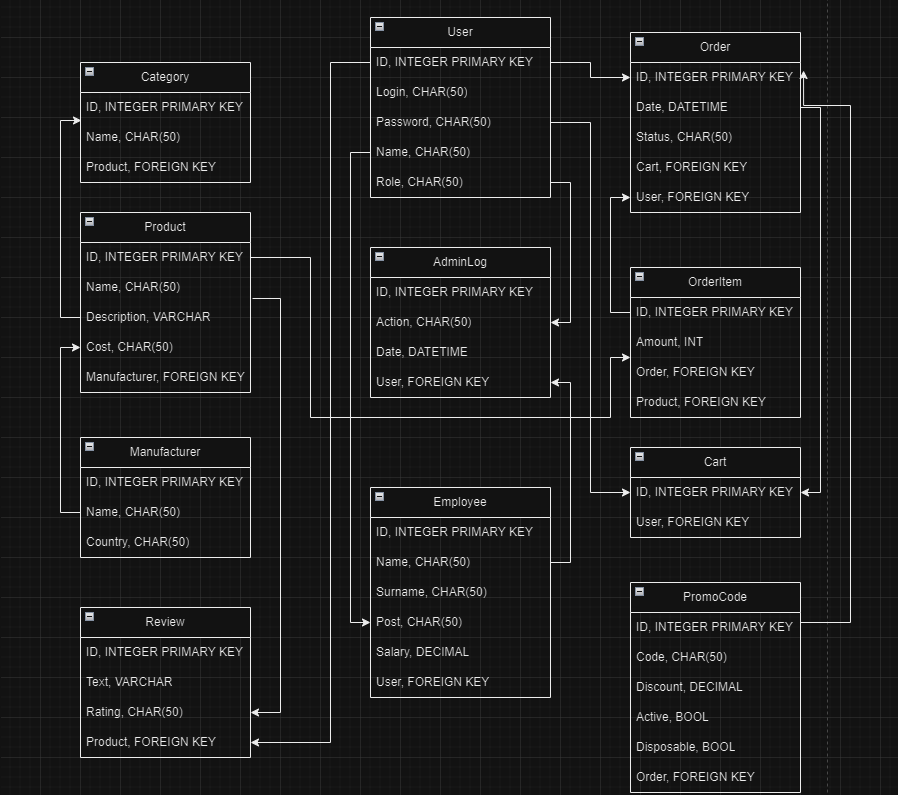 Category
ID, INTEGER PRIMARY KEY
Name, CHAR(50)
Product, FOREIGN KEY
Product
ID, INTEGER PRIMARY KEY
Name, CHAR(50)
Description, VARCHAR
Cost, CHAR(50)
Manufacturer, FOREIGN KEY
Manufacturer
ID, INTEGER PRIMARY KEY
Name, CHAR(50)
Country, CHAR(50)
Review
ID, INTEGER PRIMARY KEY
Text, VARCHAR
Rating, CHAR(50)
Product, FOREIGN KEY
User
ID, INTEGER PRIMARY KEY
Login, CHAR(50)
Password, CHAR(50)
Name, CHAR(50)
Role, CHAR(50)
AdminLog
ID, INTEGER PRIMARY KEY
Action, CHAR(50)
Date, DATETIME
User, FOREIGN KEY
Employee
ID, INTEGER PRIMARY KEY
Name, CHAR(50)
Surname, CHAR(50)
Post, CHAR(50)
Salary, DECIMAL
User, FOREIGN KEY
Order
ID, INTEGER PRIMARY KEY
Date, DATETIME
Status, CHAR(50)
Cart, FOREIGN KEY
User, FOREIGN KEY
OrderItem
ID, INTEGER PRIMARY KEY
Amount, INT
Order, FOREIGN KEY
Product, FOREIGN KEY
Cart
ID, INTEGER PRIMARY KEY
User, FOREIGN KEY
PromoCode
ID, INTEGER PRIMARY KEY
Code, CHAR(50)
Discount, DECIMAL
Active, BOOL
Disposable, BOOL
Order, FOREIGN KEY